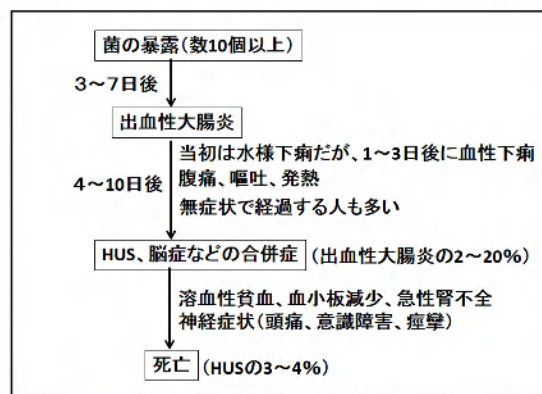 菌の暴露(数10個以上)
3～7日後
出血性大腸炎
当初は水様下痢だが、1～3日後に血性下痢
4～10日後
腹痛、嘔吐、発熱
無症状で経過する人も多い
HUS、脳症などの合併症 (出血性大腸炎の2～20%)
溶血性貧血、血小板減少、急性腎不全
神経症状(頭痛、意識障害、痙攣)
死亡 (HUSの3～4%)